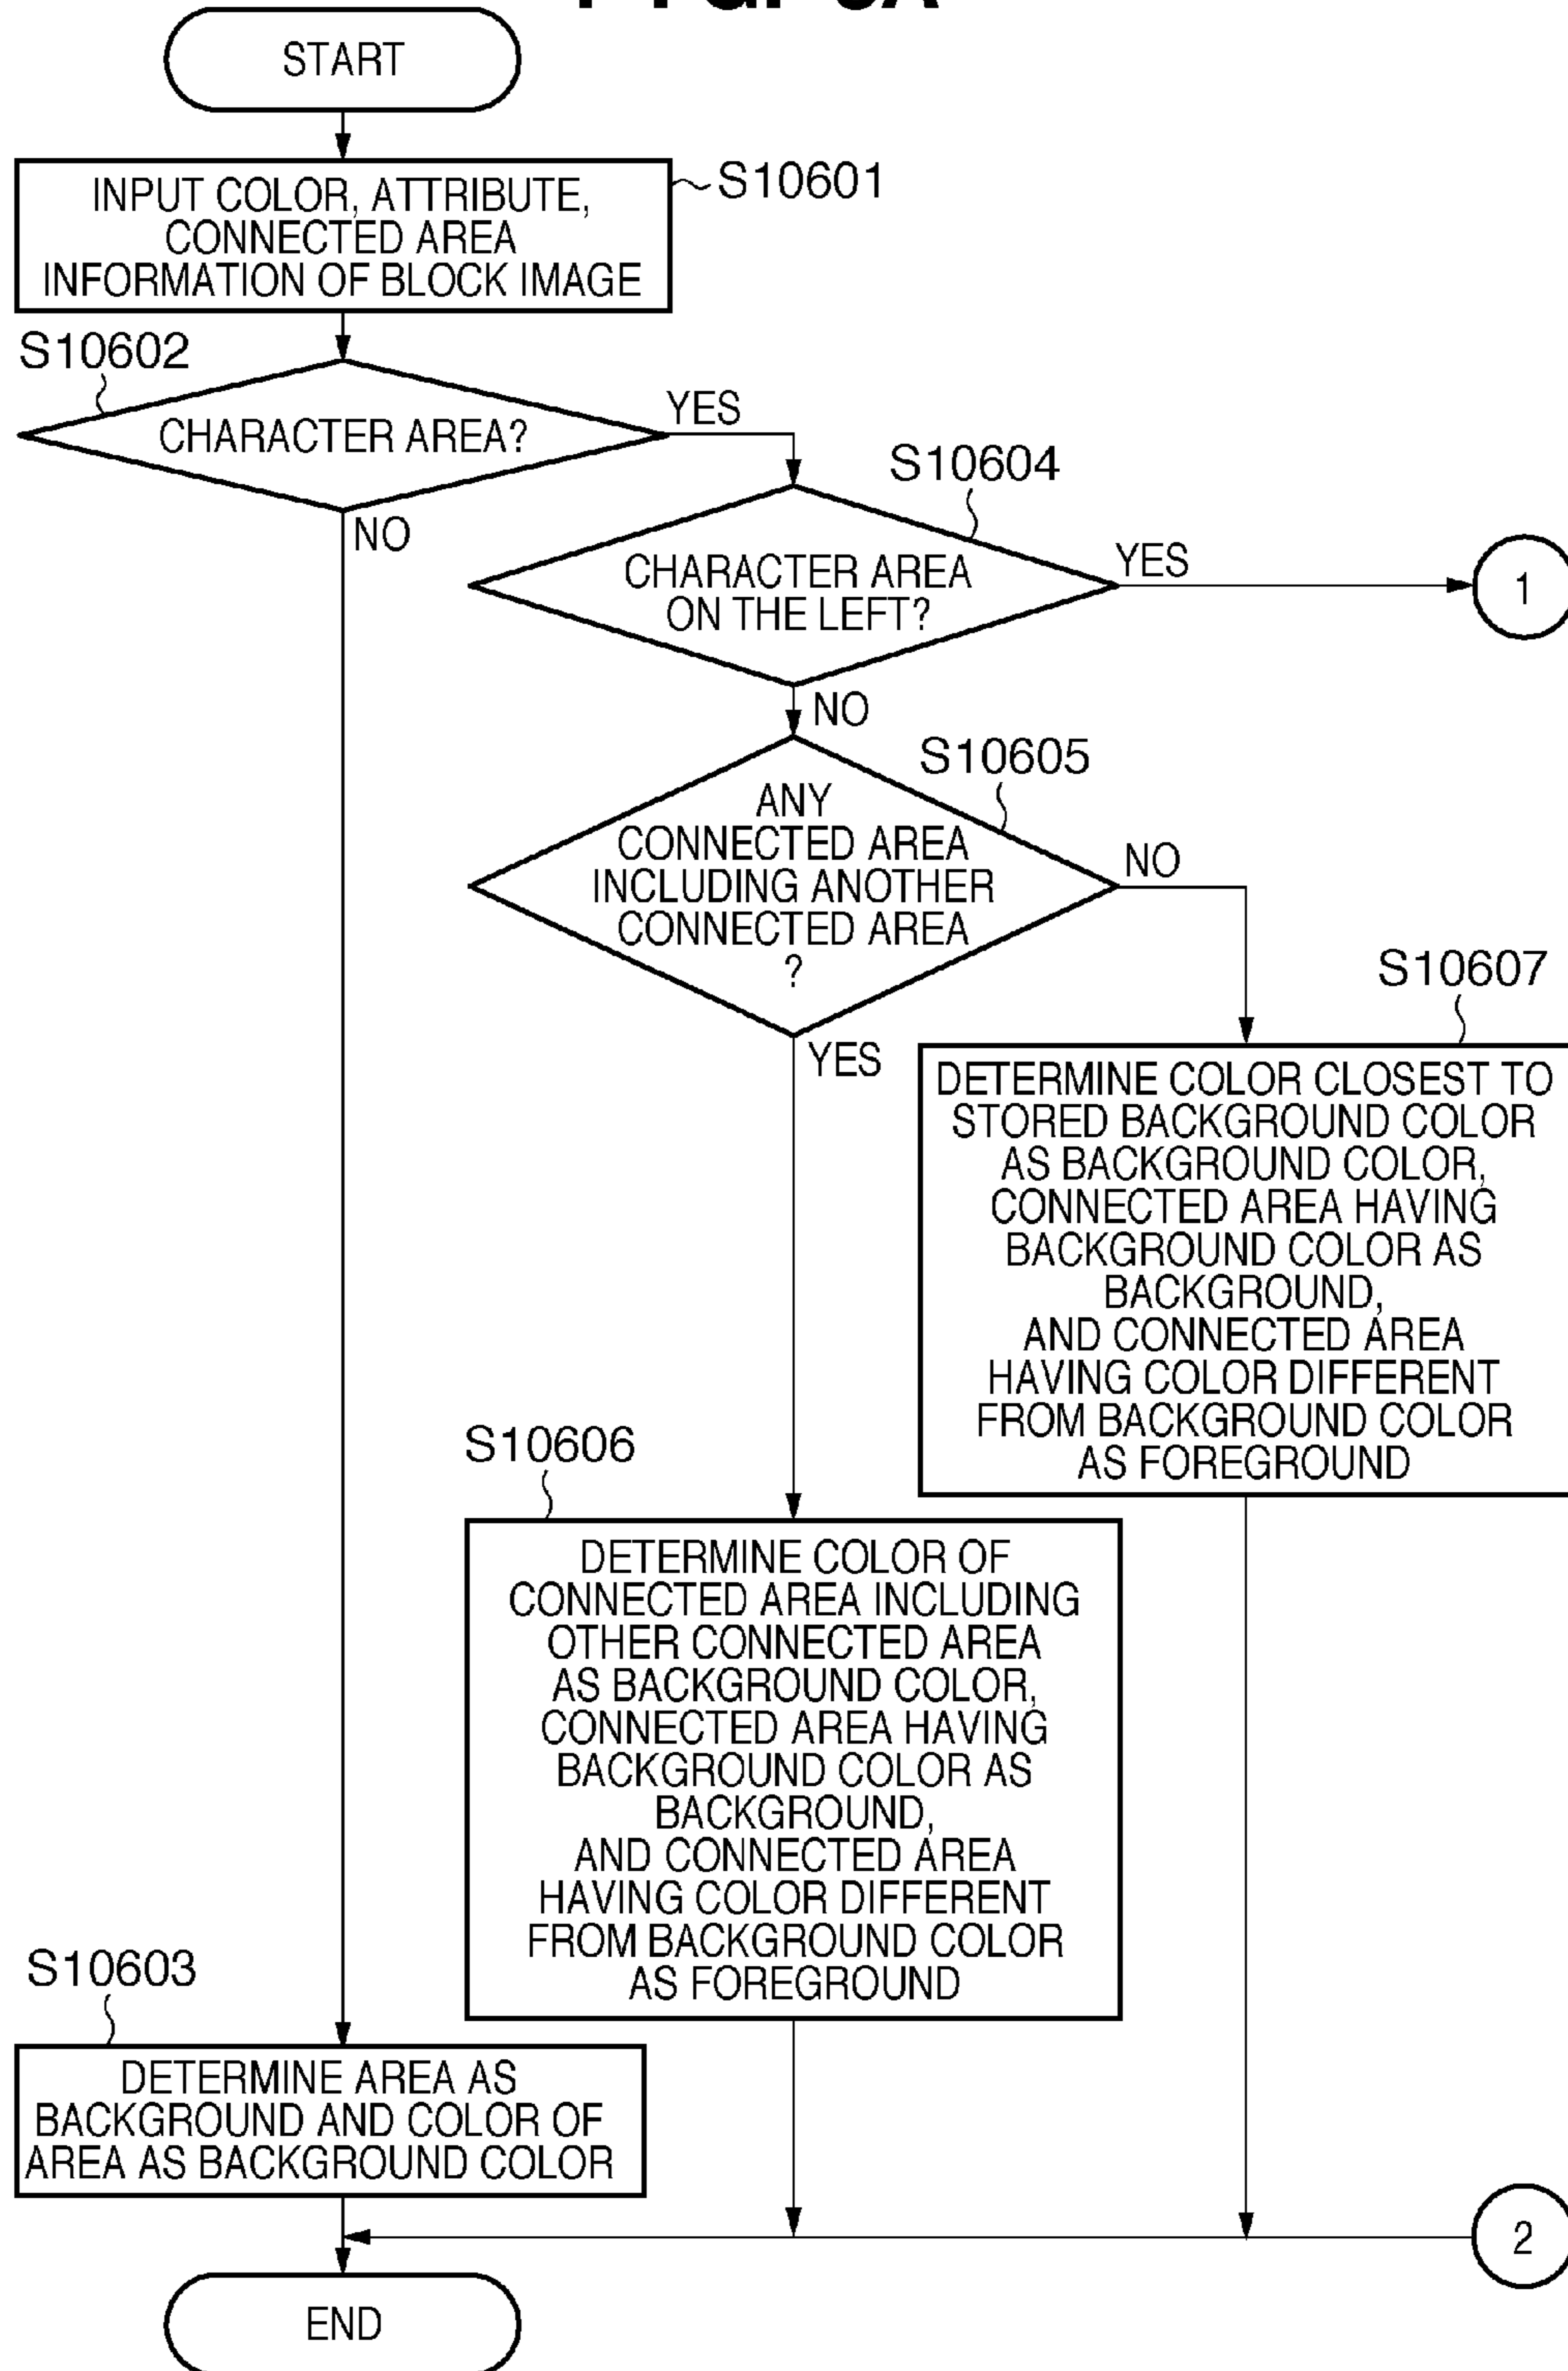 START
INPUT COLOR, ATTRIBUTE,
CONNECTED AREA
INFORMATION OF BLOCK IMAGE
S10601
S10602
CHARACTER AREA?
YES
NO
S10604
CHARACTER AREA
ON THE LEFT?
YES
1
NO
S10605
ANY
CONNECTED AREA
INCLUDING ANOTHER
CONNECTED AREA
?
NO
YES
S10607
DETERMINE COLOR CLOSEST TO
STORED BACKGROUND COLOR
AS BACKGROUND COLOR,
CONNECTED AREA HAVING
BACKGROUND COLOR AS
BACKGROUND,
AND CONNECTED AREA
HAVING COLOR DIFFERENT
FROM BACKGROUND COLOR
AS FOREGROUND
S10606
DETERMINE COLOR OF
CONNECTED AREA INCLUDING
OTHER CONNECTED AREA
AS BACKGROUND COLOR,
CONNECTED AREA HAVING
BACKGROUND COLOR AS
BACKGROUND,
AND CONNECTED AREA
HAVING COLOR DIFFERENT
FROM BACKGROUND COLOR
AS FOREGROUND
S10603
DETERMINE AREA AS
BACKGROUND AND COLOR OF
AREA AS BACKGROUND COLOR
2
END